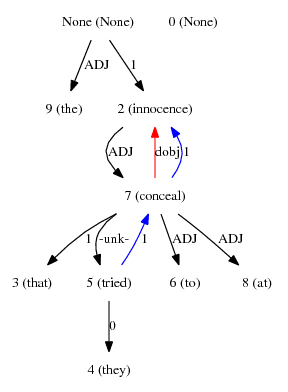 None (None) 0 (None)
ADJ 1
9 (the) 2 (innocence)
ADJ dobj 1
7 (conceal)
1 -unk- 1 ADJ ADJ
3 (that) 5 (tried) 6 (to) 8 (at)
0
4 (they)